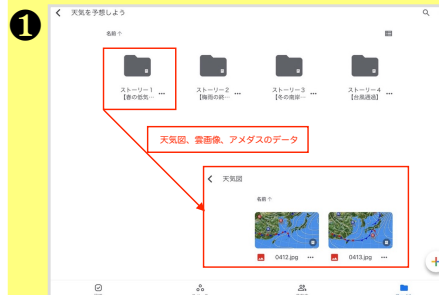 ❶
天気を予想しよう
名前 ↑
ストーリー1 ストーリー2 ストーリー3 ストーリー4
【春の低気… 【梅雨の終… 【冬の南岸… 【台風通過】
天気図、雲画像、アメダスのデータ
天気図
名前 ↑
0412.jpg 0413.jpg